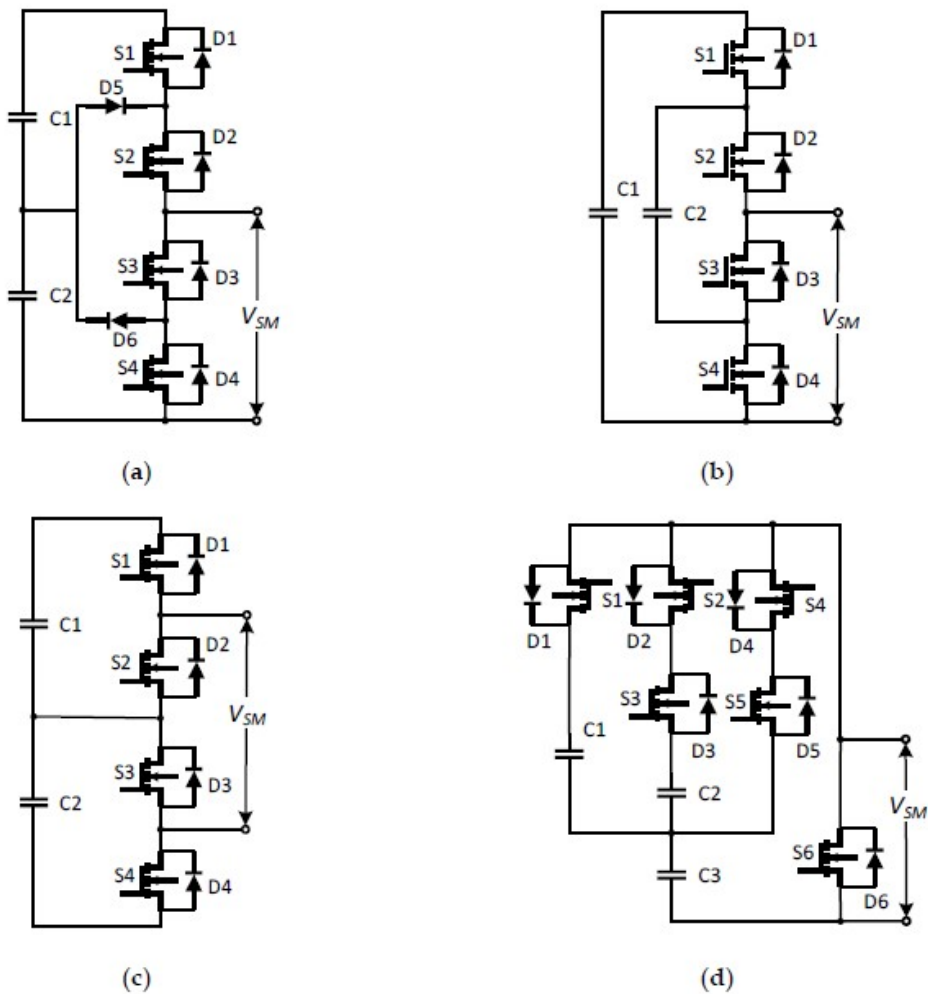 D1
S1
D5
C1
D2
S2
S3
D3
C2
V_SM
D6
S4
D4
(a)
D1
S1
D2
S2
C1
C2
S3
D3
V_SM
S4
D4
(b)
D1
S1
C1
D2
S2
V_SM
S3
D3
C2
S4
D4
(c)
S1
S2
S4
D1
D2
D4
S3
S5
C1
D3
D5
C2
V_SM
S6
C3
D6
(d)